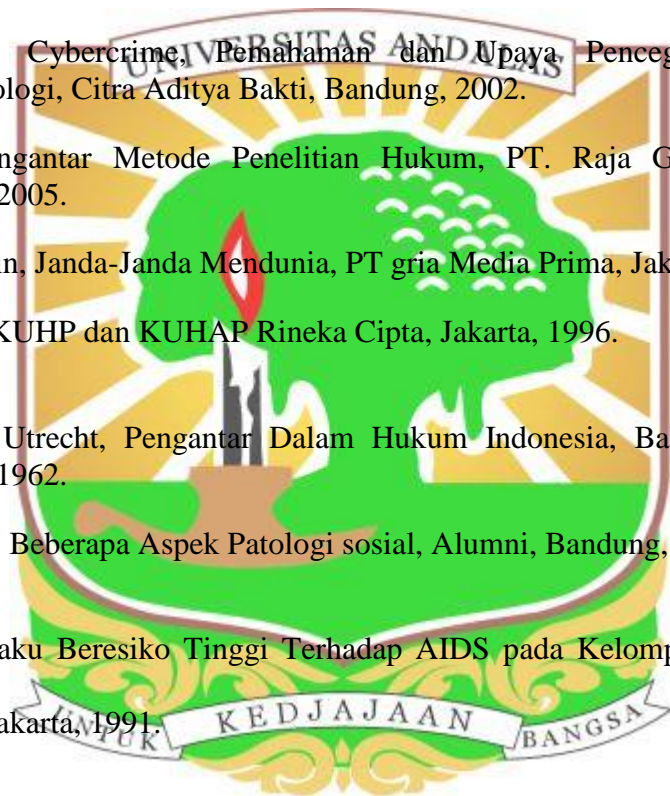 UNIVERSITAS ANDALAS
Cybercrime, Pemahaman dan Upaya Penceg
ologi, Citra Aditya Bakti, Bandung, 2002.
ngantar Metode Penelitian Hukum, PT. Raja G
2005.
in, Janda-Janda Mendunia, PT gria Media Prima, Jak
KUHP dan KUHAP Rineka Cipta, Jakarta, 1996.
Utrecht, Pengantar Dalam Hukum Indonesia, Ba
1962.
Beberapa Aspek Patologi sosial, Alumni, Bandung,
aku Beresiko Tinggi Terhadap AIDS pada Kelomp
akarta, 1991.
UNTUK KEDJAJAAN BANGSA